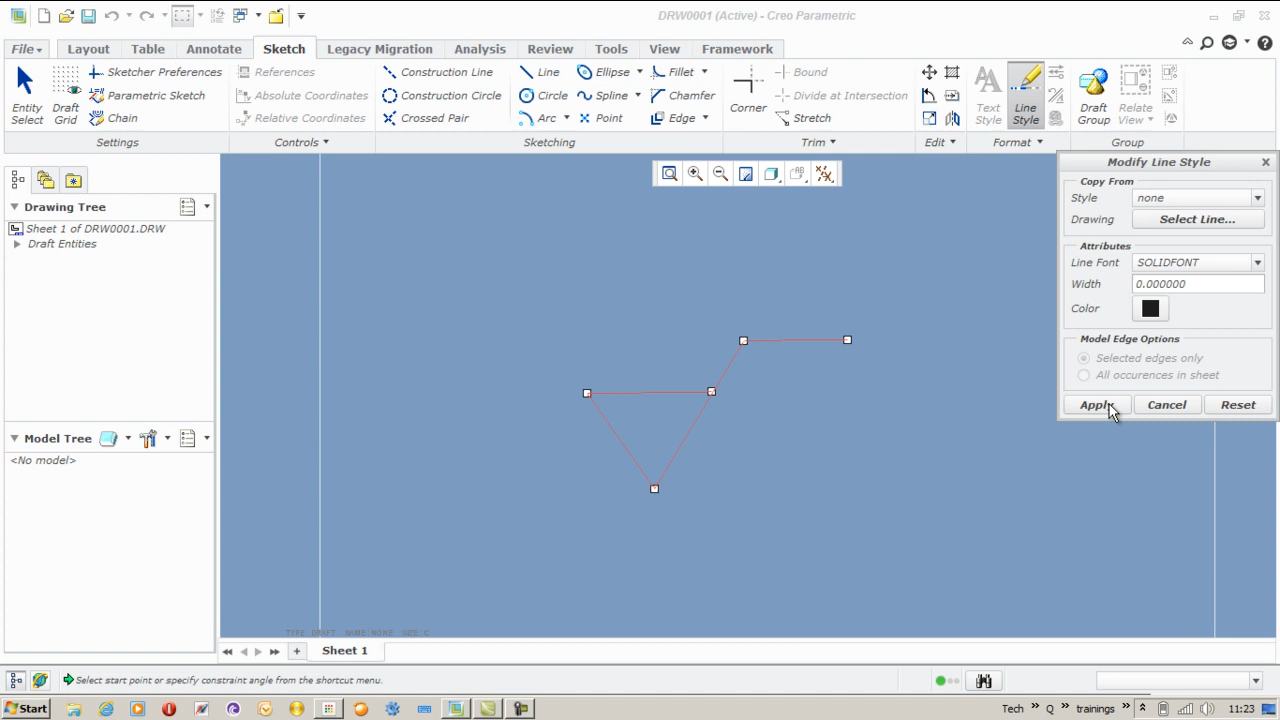 DRW0001 (Active) - Creo Parametric
File Layout Table Annotate Sketch Legacy Migration Analysis Review Tools View Framework
Sketcher Preferences References Construction Line Line Ellipse Fillet Bound
Parametric Sketch Absolute Coordinates Construction Circle Circle Spline Chamfer Divide at Intersection
Entity Select Draft Grid Chain Relative Coordinates Crossed Pair Arc Point Edge Corner Stretch Text Style Line Style Draft Group Relate View
Settings Controls Sketching Trim Edit Format Group
Modify Line Style
Copy From
Style none
Drawing Select Line...
Attributes
Line Font SOLIDFONT
Width 0.000000
Color
Model Edge Options
Selected edges only
All occurences in sheet
Apply Cancel Reset
Drawing Tree
Sheet 1 of DRW0001.DRW
Draft Entities
Model Tree
<No model>
TYPE DRAFT NAME NONE SIZE C
Sheet 1
Select start point or specify constraint angle from the shortcut menu.
Start Tech » Q » trainings » 11:23